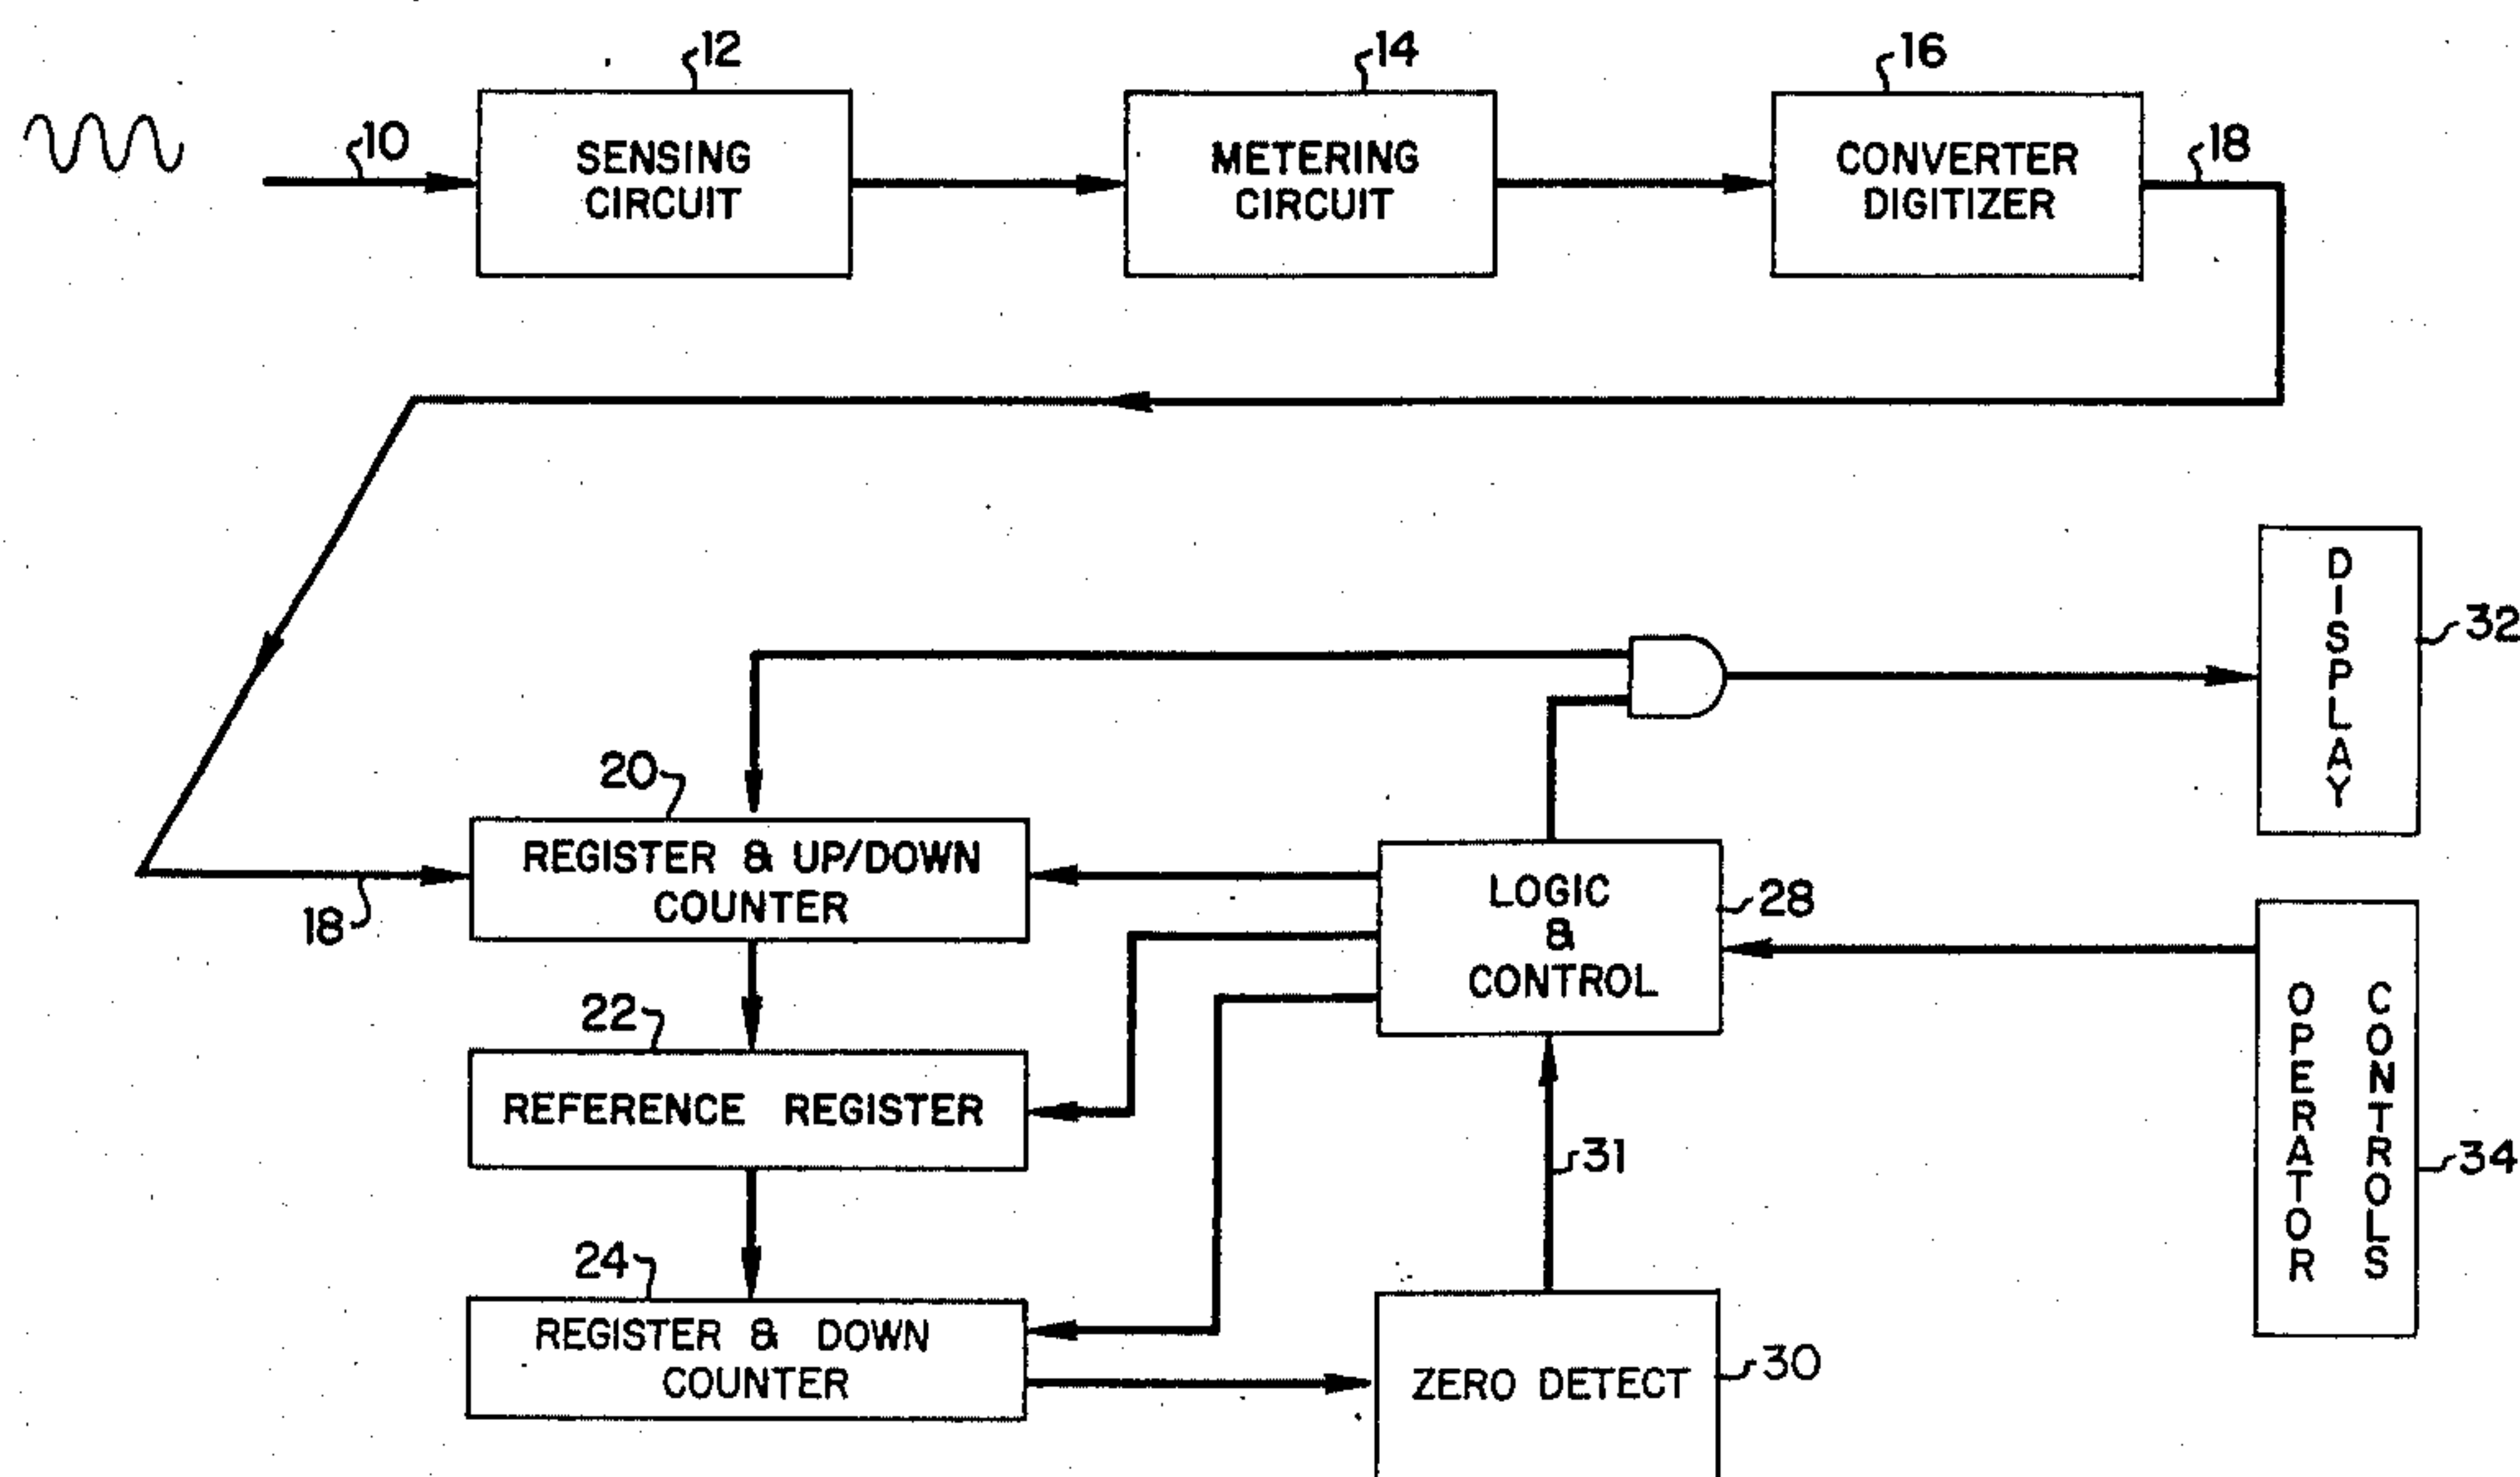 12
14
16
10
SENSING
CIRCUIT
METERING
CIRCUIT
CONVERTER
DIGITIZER
18
DISPLAY
32
20
REGISTER & UP/DOWN
COUNTER
18
LOGIC
&
CONTROL
28
22
REFERENCE REGISTER
OPERATOR
CONTROLS
34
31
24
REGISTER & DOWN
COUNTER
ZERO DETECT
30